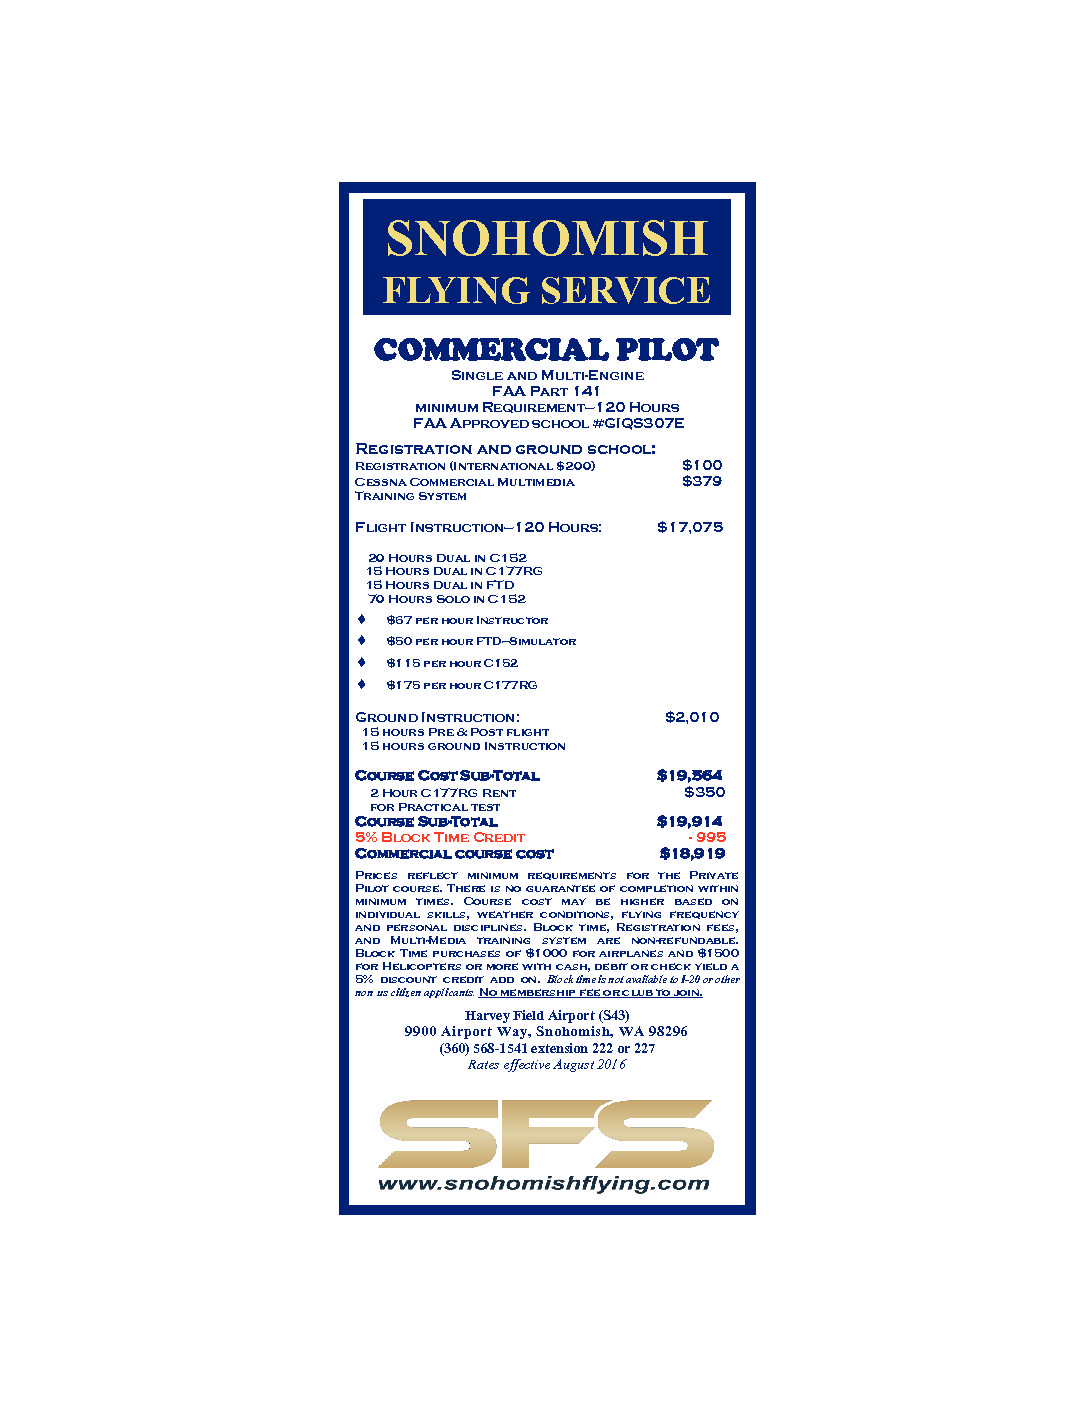 SNOHOMISH
FLYING SERVICE
COMMERCIAL PILOT
Single and Multi-Engine
FAA Part 141
minimum Requirement—120 Hours
FAA Approved school #GIQS307E
Registration and ground school:
Registration (International $200) $100
Cessna Commercial Multimedia $379
Training System
Flight Instruction—120 Hours: $17,075
20 Hours Dual in C152
15 Hours Dual in C177RG
15 Hours Dual in FTD
70 Hours Solo in C152
♦ $67 per hour Instructor
♦ $50 per hour FTD—Simulator
♦ $115 per hour C152
♦ $175 per hour C177RG
Ground Instruction: $2,010
15 hours Pre & Post flight
15 hours ground Instruction
Course Cost Sub-Total $19,564
2 Hour C177RG Rent $350
for Practical test
Course Sub-Total $19,914
5% Block Time Credit - 995
Commercial course cost $18,919
Prices reflect minimum requirements for the Private
Pilot course. There is no guarantee of completion within
minimum times. Course cost may be higher based on
individual skills, weather conditions, flying frequency
and personal disciplines. Block time, Registration fees,
and Multi-Media training system are non-refundable.
Block Time purchases of $1000 for airplanes and $1500
for Helicopters or more with cash, debit or check yield a
5% discount credit add on. Block time is not available to I-20 or other
non us citizen applicants. No membership fee or club to join.
Harvey Field Airport (S43)
9900 Airport Way, Snohomish, WA 98296
(360) 568-1541 extension 222 or 227
Rates effective August 2016
SFS
www.snohomishflying.com